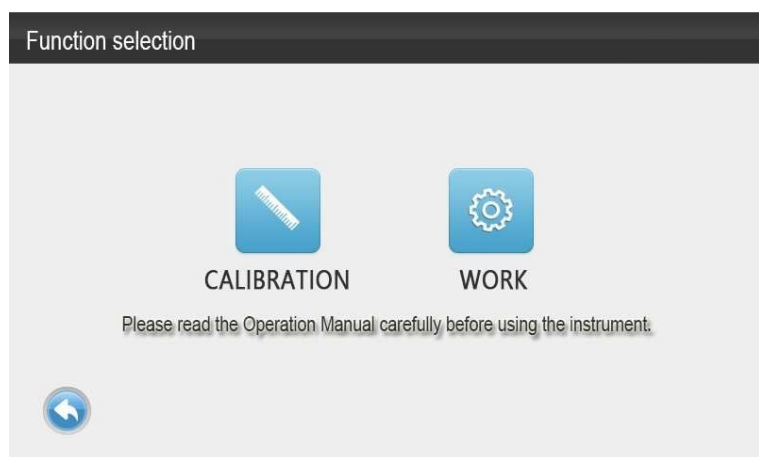 Function selection
CALIBRATION
WORK
Please read the Operation Manual carefully before using the instrument.